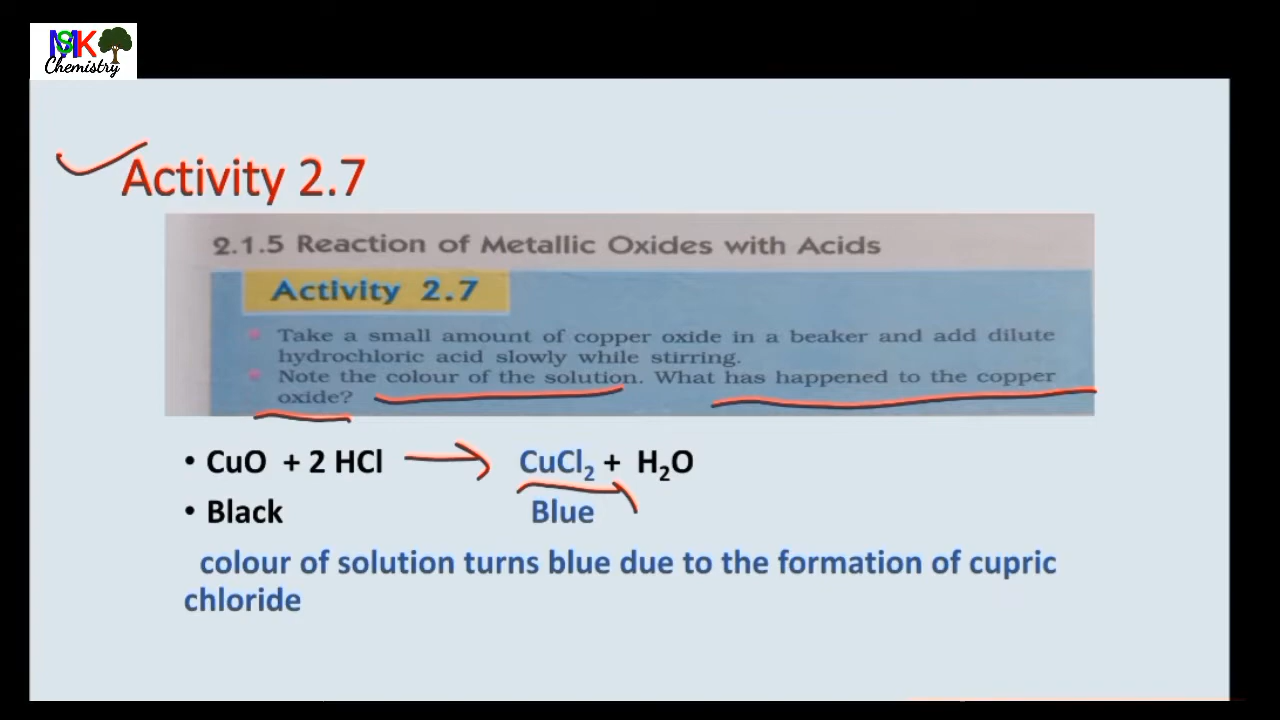 MSK
Chemistry
Activity 2.7
2.1.5 Reaction of Metallic Oxides with Acids
Activity 2.7
Take a small amount of copper oxide in a beaker and add dilute
hydrochloric acid slowly while stirring.
Note the colour of the solution. What has happened to the copper
oxide?
• CuO + 2 HCl → CuCl₂ + H₂O
• Black Blue
colour of solution turns blue due to the formation of cupric
chloride